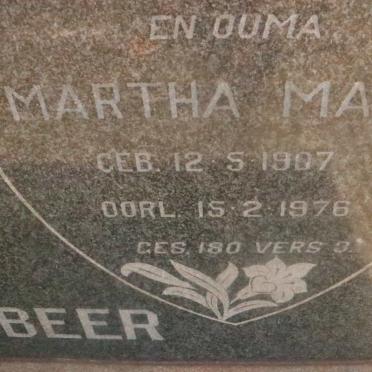 EN OUMA
MARTHA MA
GEB. 12·5·1907
OORL. 15·2·1976
GES. 180 VERS 3
BEER